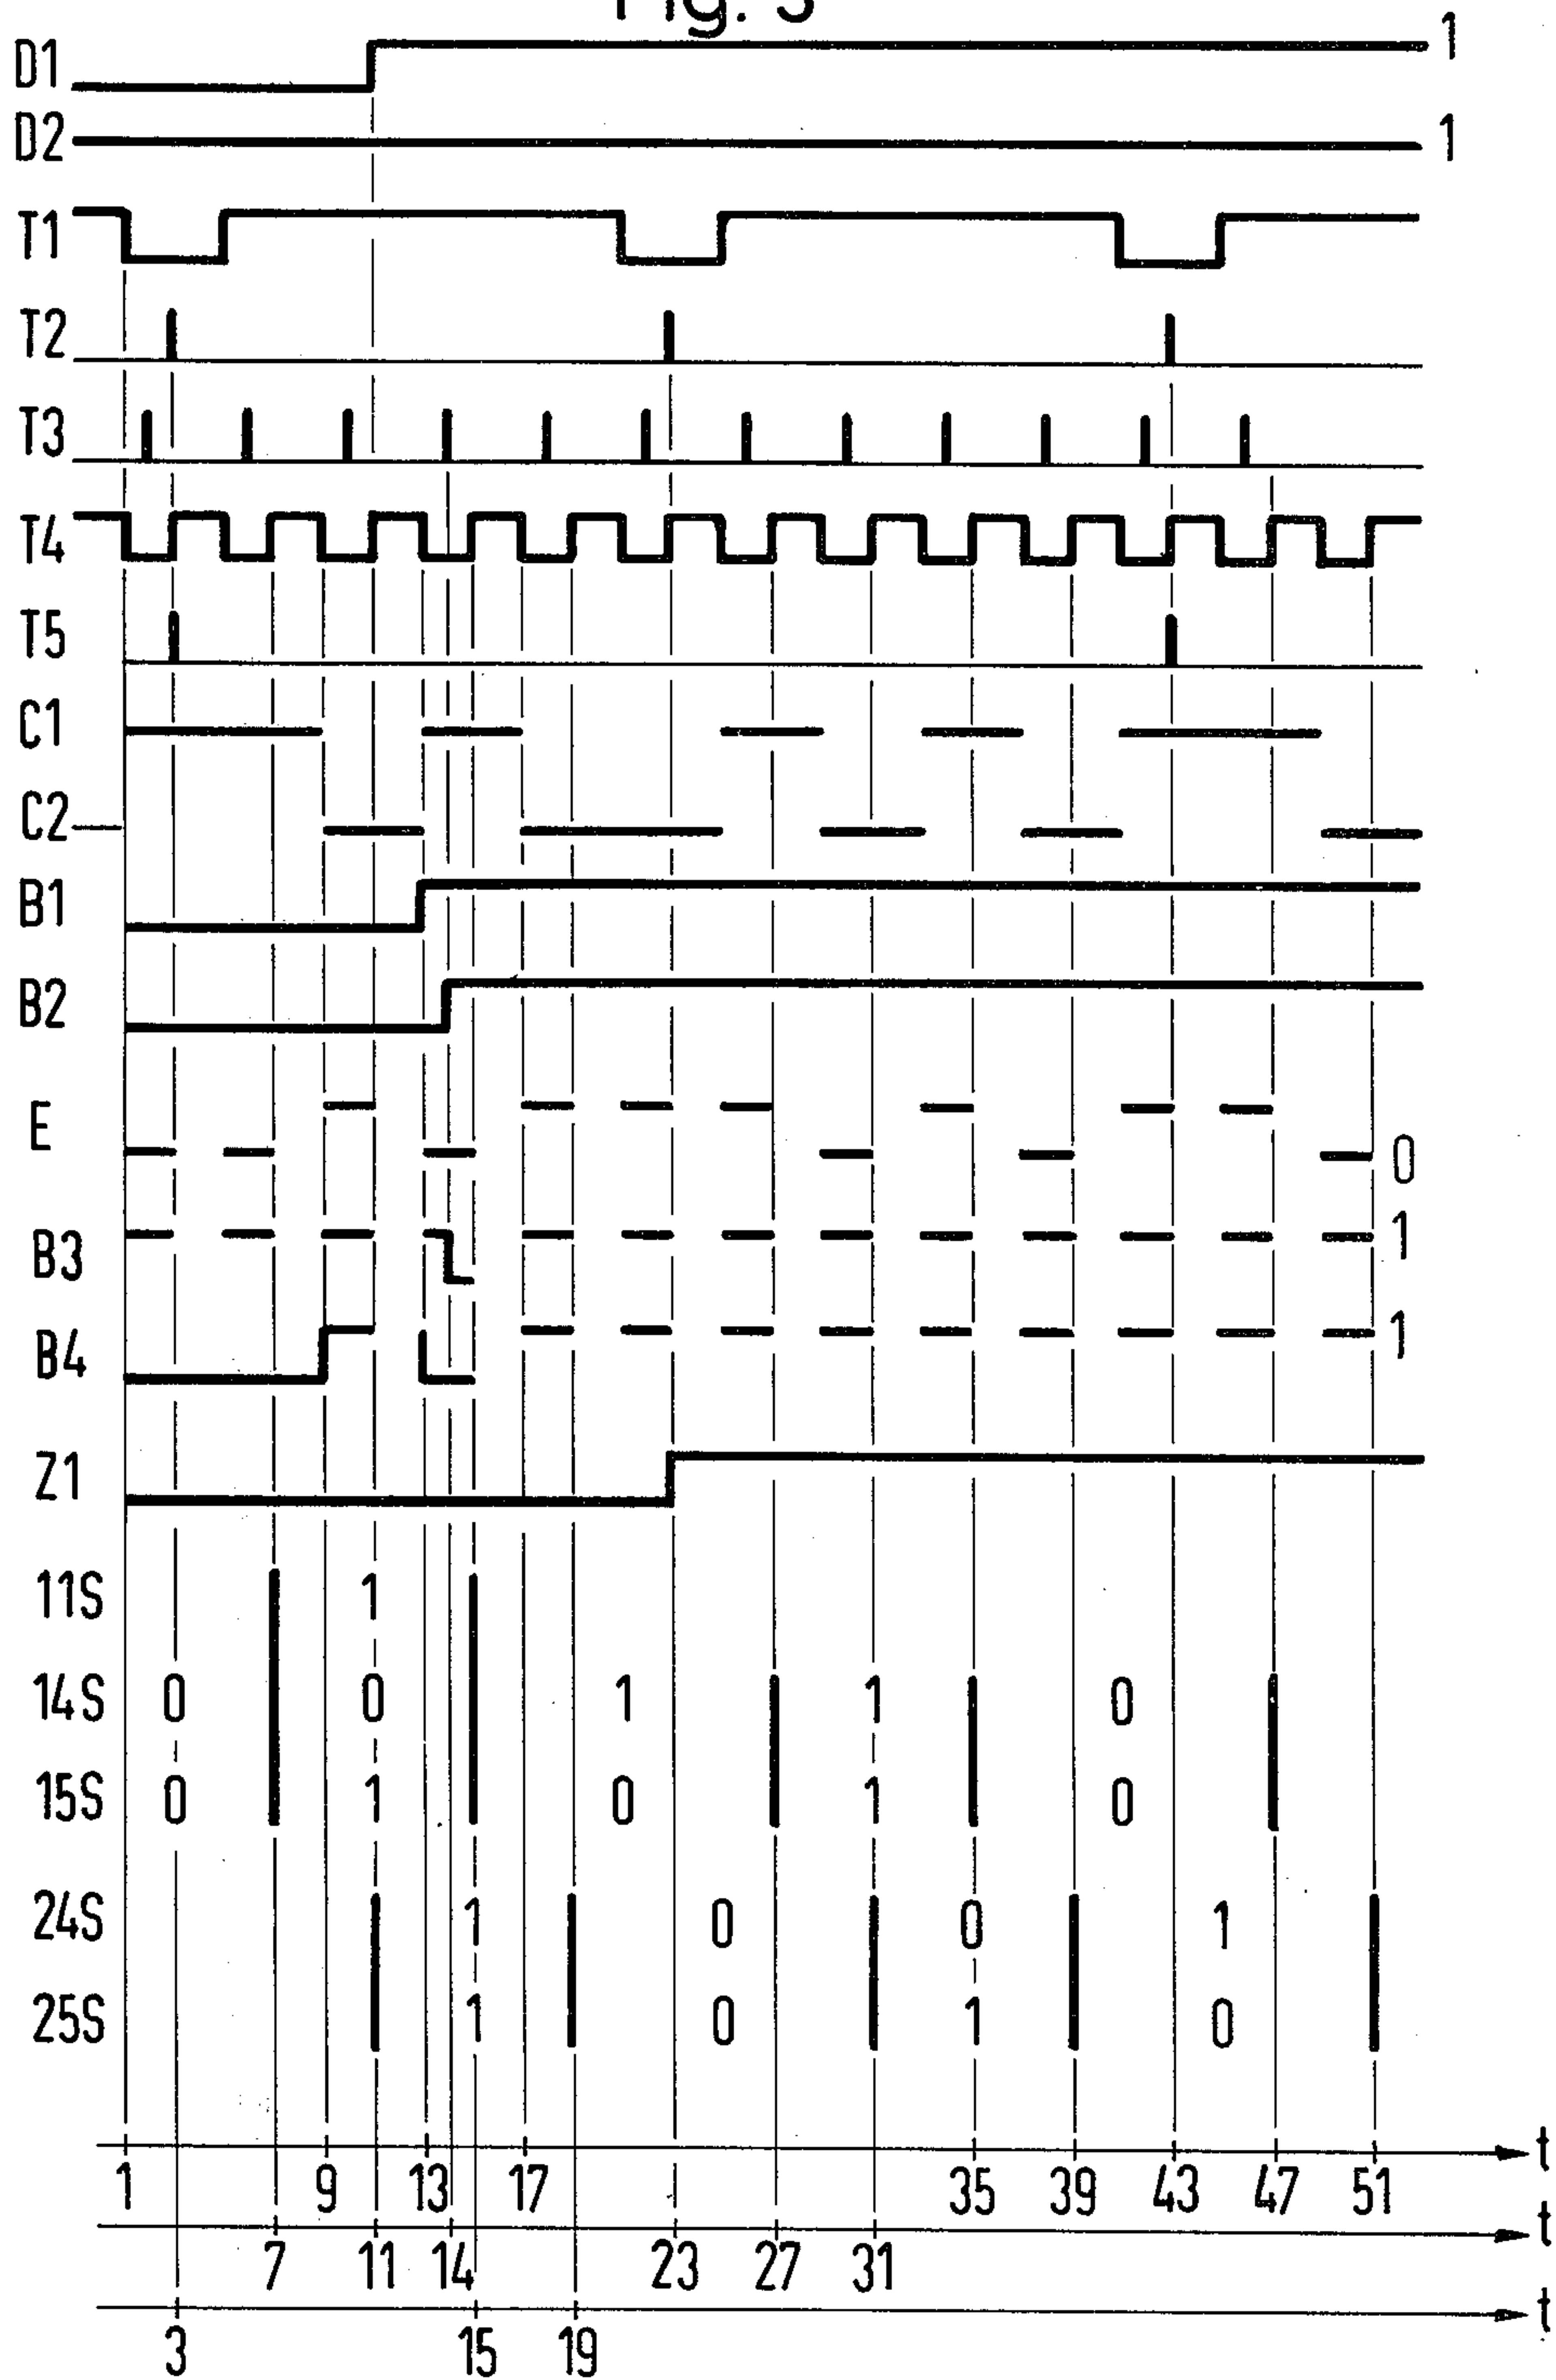 Fig. 3
D1 1
D2 1
T1
T2
T3
T4
T5
C1
C2
B1
B2
E 0
B3 1
B4 1
Z1
11S 1
14S 0 0 1 1 0
15S 0 1 0 1 0
24S 1 0 0 1
25S 1 0 1 0
t
1 9 13 17 35 39 43 47 51
t
7 11 14 23 27 31
t
3 15 19